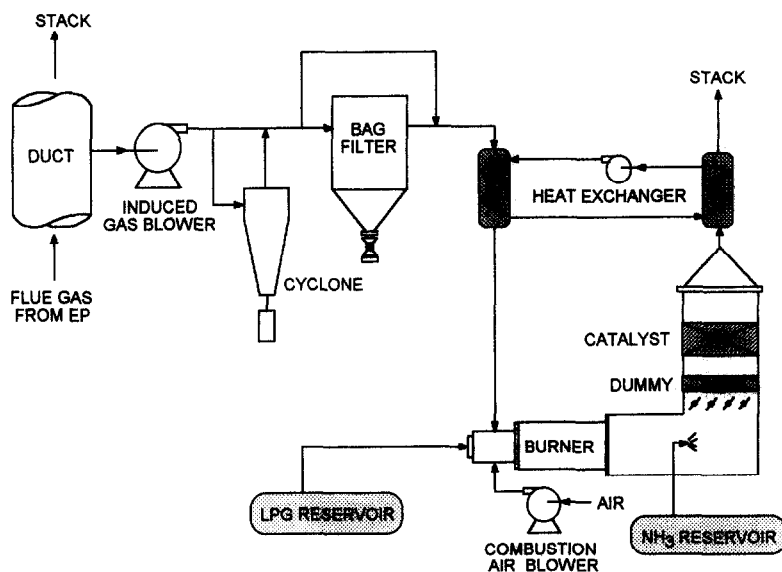 STACK
DUCT
FLUE GAS
FROM EP
INDUCED
GAS BLOWER
CYCLONE
BAG
FILTER
STACK
HEAT EXCHANGER
CATALYST
DUMMY
BURNER
LPG RESERVOIR
AIR
COMBUSTION
AIR BLOWER
NH3 RESERVOIR